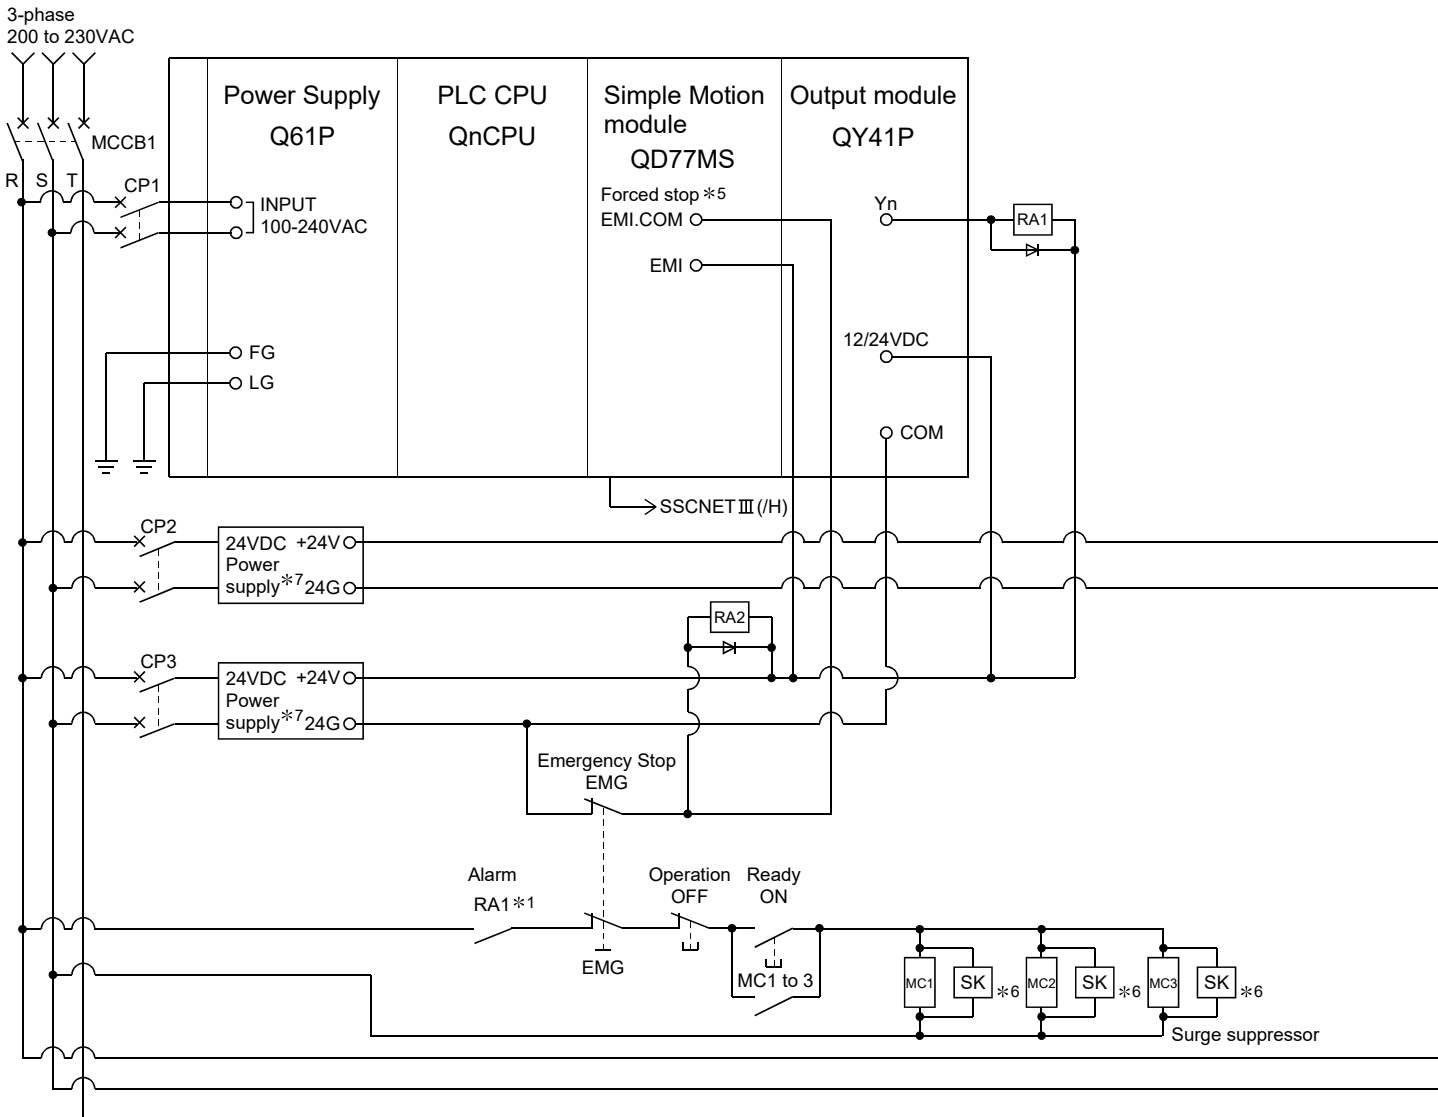 3-phase
200 to 230VAC
MCCB1
R S T
CP1
Power Supply
Q61P
INPUT
100-240VAC
FG
LG
PLC CPU
QnCPU
Simple Motion
module
QD77MS
Forced stop *5
EMI.COM
EMI
Output module
QY41P
Yn
12/24VDC
COM
RA1
SSCNETⅢ(/H)
CP2
24VDC +24V
Power
supply*7 24G
RA2
CP3
24VDC +24V
Power
supply*7 24G
Emergency Stop
EMG
Alarm
RA1*1
EMG
Operation
OFF
Ready
ON
MC1 to 3
MC1 SK *6 MC2 SK *6 MC3 SK *6
Surge suppressor